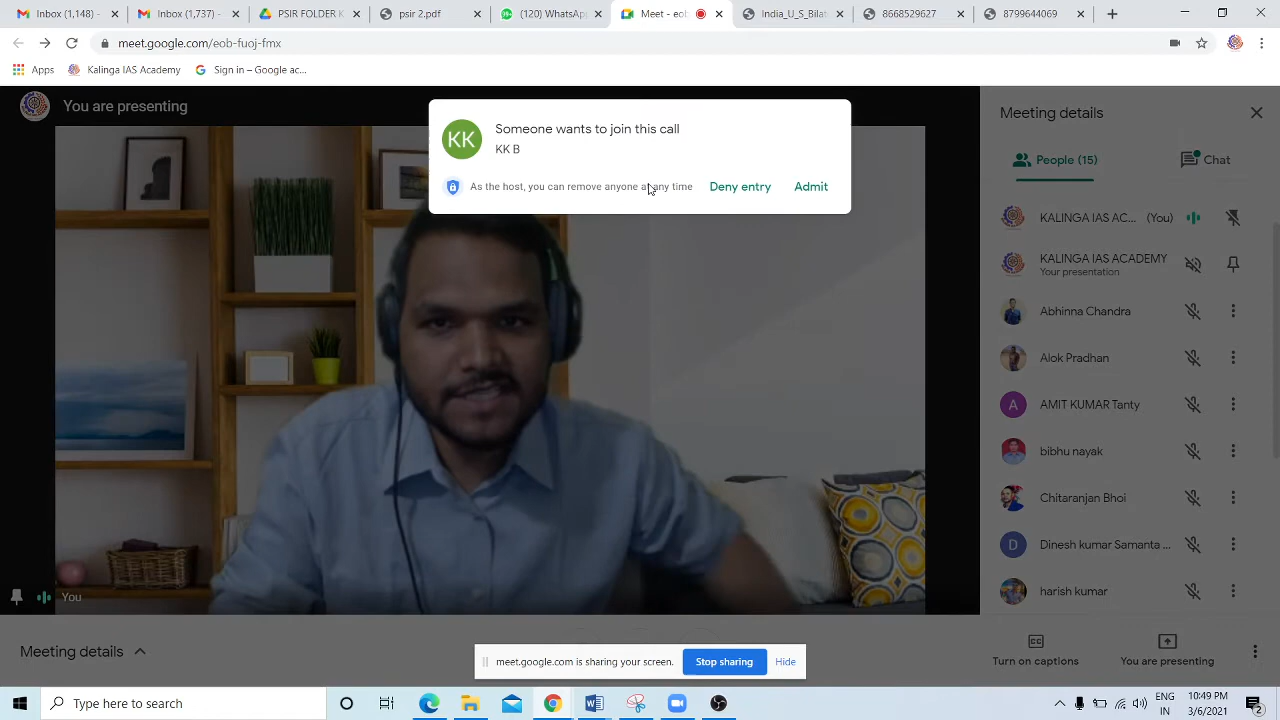 Inbox (1,148) -
Inbox (1,737) -
PSIR FOLDER K
psir 2.pdf
(120) WhatsAp
Meet - eob
India_U_S_Bilat
8668529627
8799644069
meet.google.com/eob-fuoj-fmx
Apps
Kalinga IAS Academy
Sign in – Google ac...
You are presenting
KK
Someone wants to join this call
KK B
As the host, you can remove anyone at any time
Deny entry
Admit
Meeting details
People (15)
Chat
KALINGA IAS AC... (You)
KALINGA IAS ACADEMY
Your presentation
Abhinna Chandra
Alok Pradhan
A
AMIT KUMAR Tanty
bibhu nayak
Chitaranjan Bhoi
D
Dinesh kumar Samanta ...
harish kumar
You
Meeting details
meet.google.com is sharing your screen.
Stop sharing
Hide
CC
Turn on captions
You are presenting
Type here to search
ENG
IN
10:49 PM
3/6/2021
2